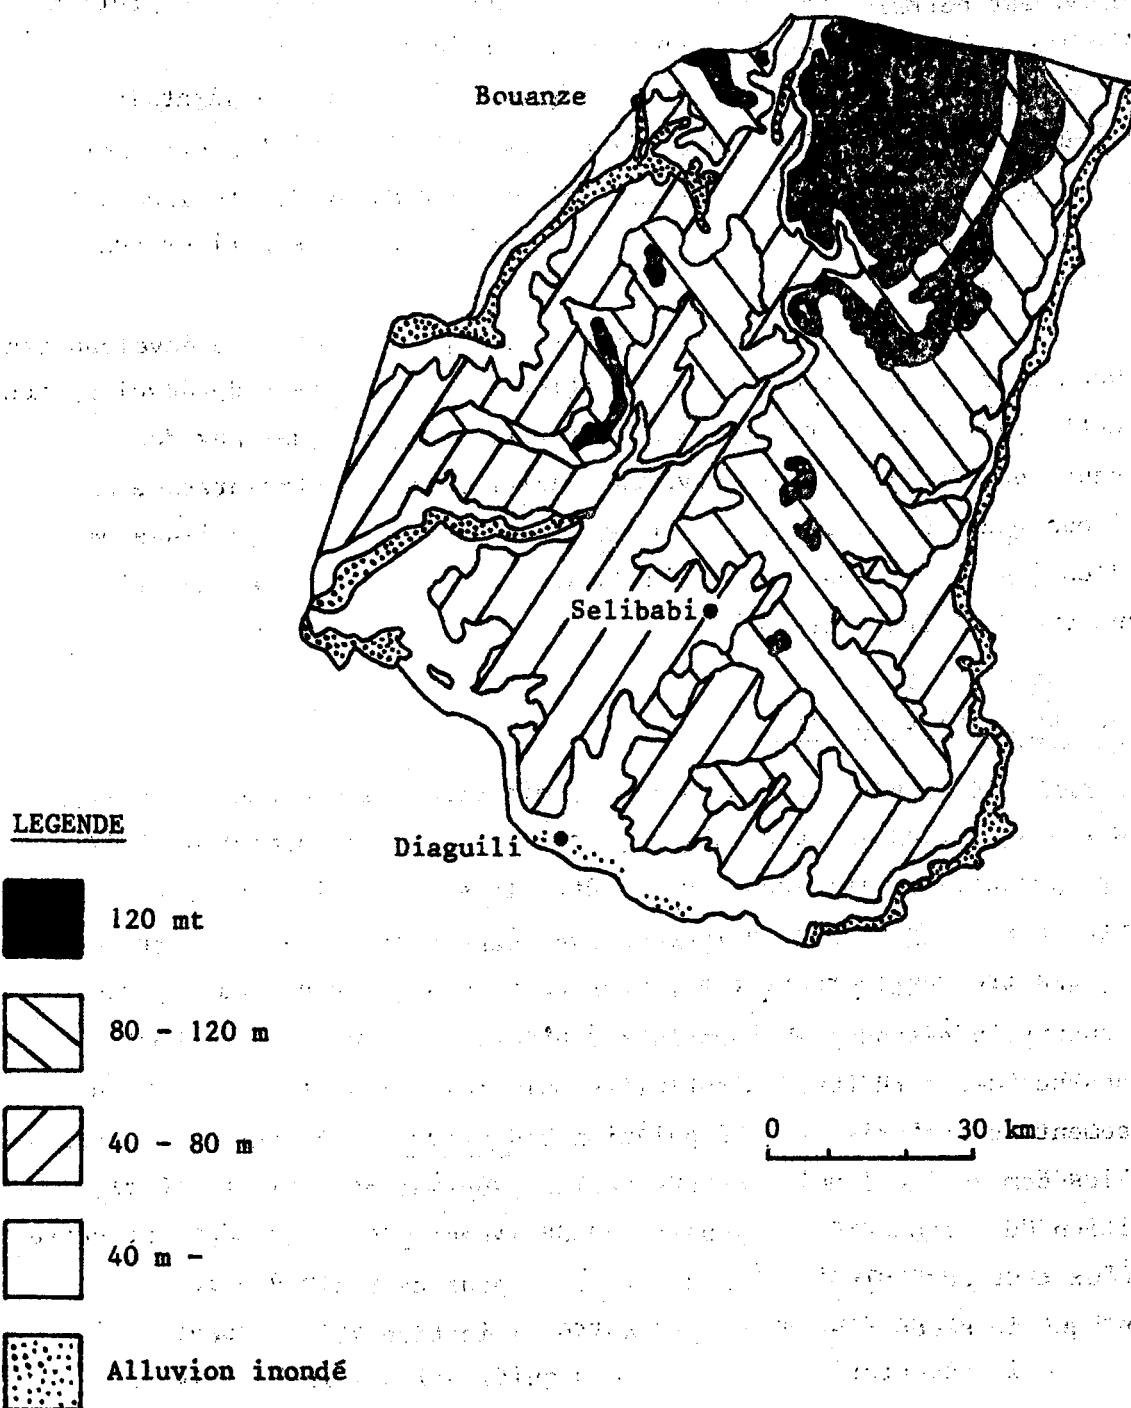 Bouanze
Selibabi
Diaguili
LEGENDE
120 mt
80 - 120 m
40 - 80 m
40 m -
Alluvion inondé
0 30 km